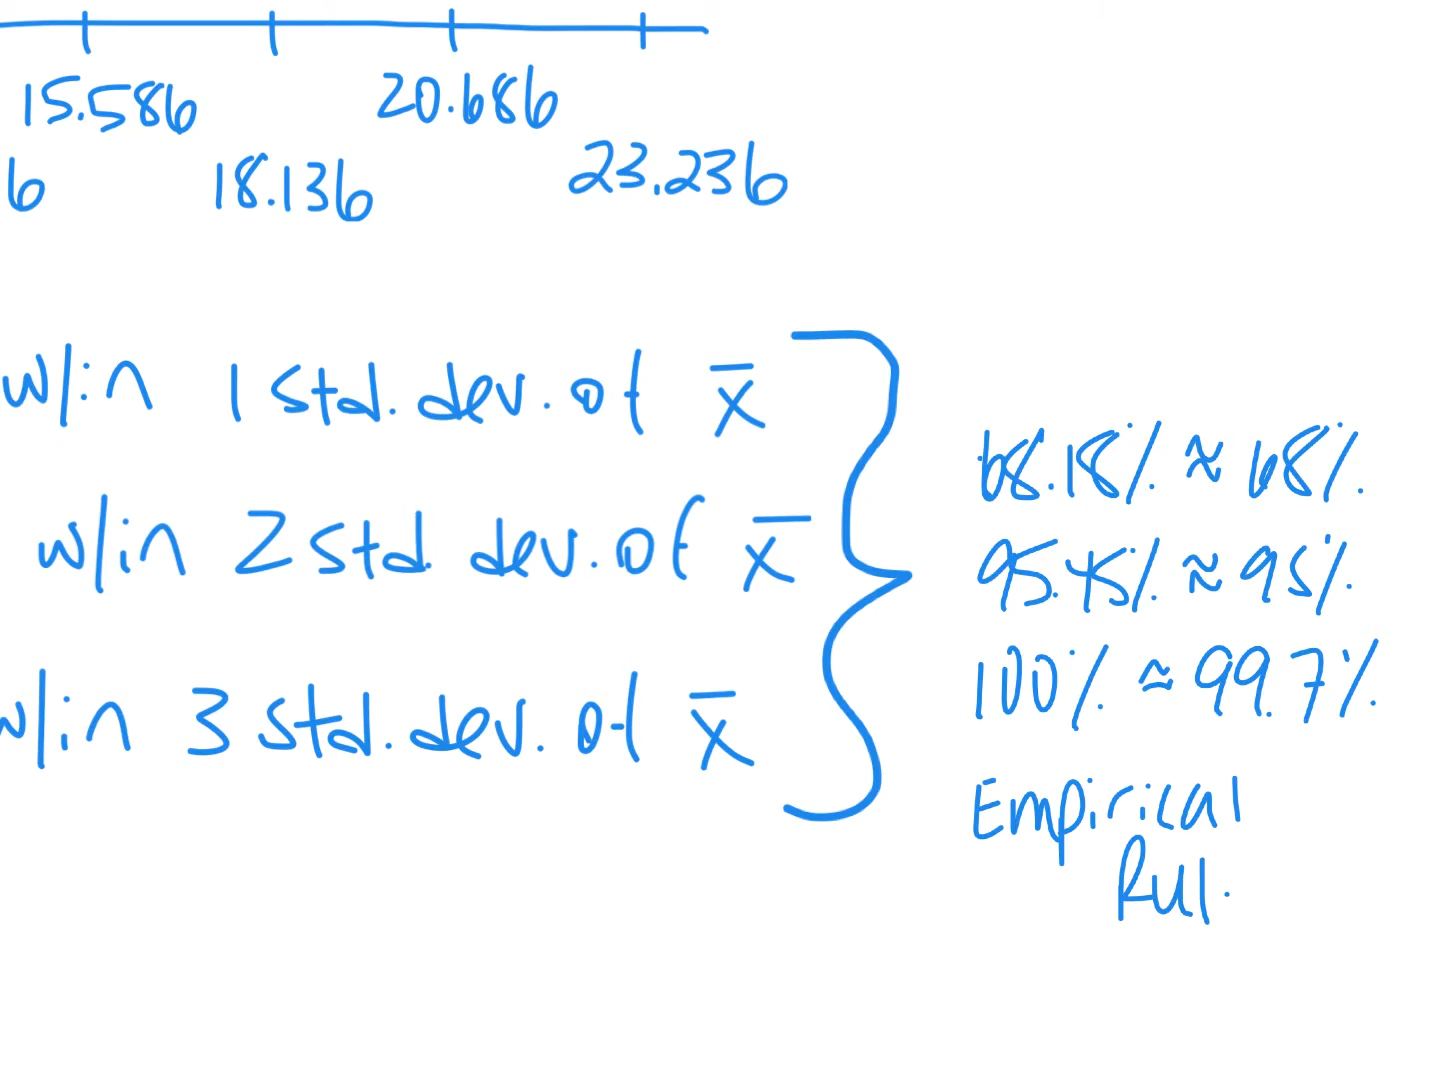 15.586
20.686
6
18.136
23.236
w/in 1 std. dev. of x̄
w/in 2 std. dev. of x̄
w/in 3 std. dev. of x̄
68.18% ≈ 68%
95.45% ≈ 95%
100% ≈ 99.7%
Empirical
Rul.